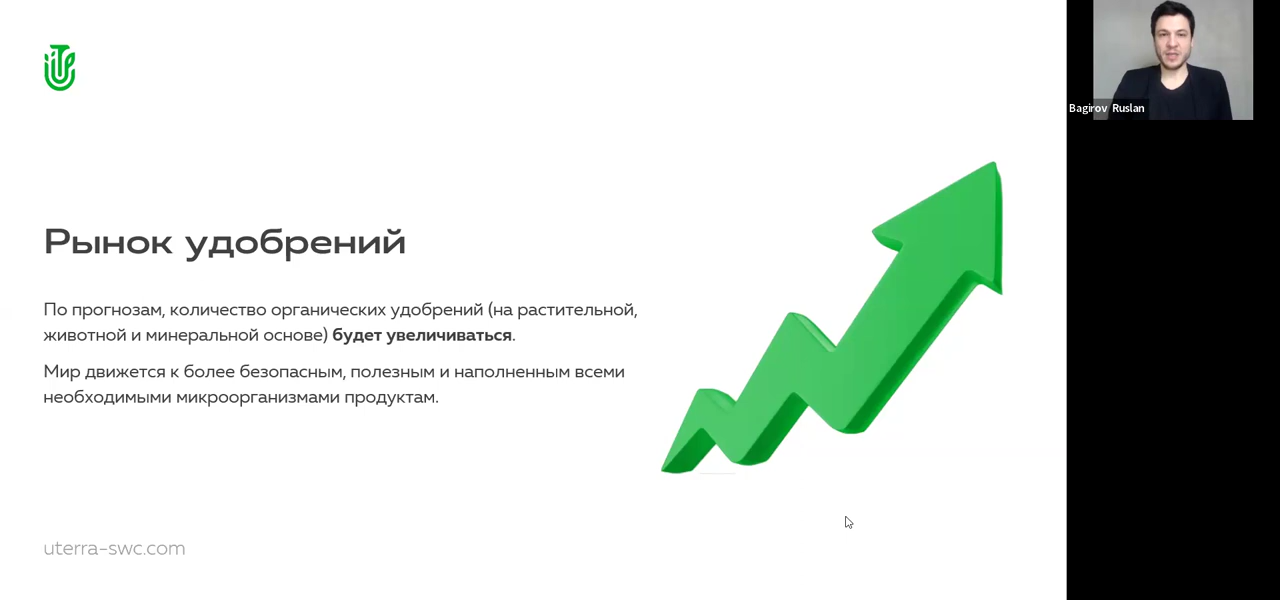 Bagirov Ruslan
Рынок удобрений
По прогнозам, количество органических удобрений (на растительной,
животной и минеральной основе) будет увеличиваться.
Мир движется к более безопасным, полезным и наполненным всеми
необходимыми микроорганизмами продуктам.
uterra-swc.com